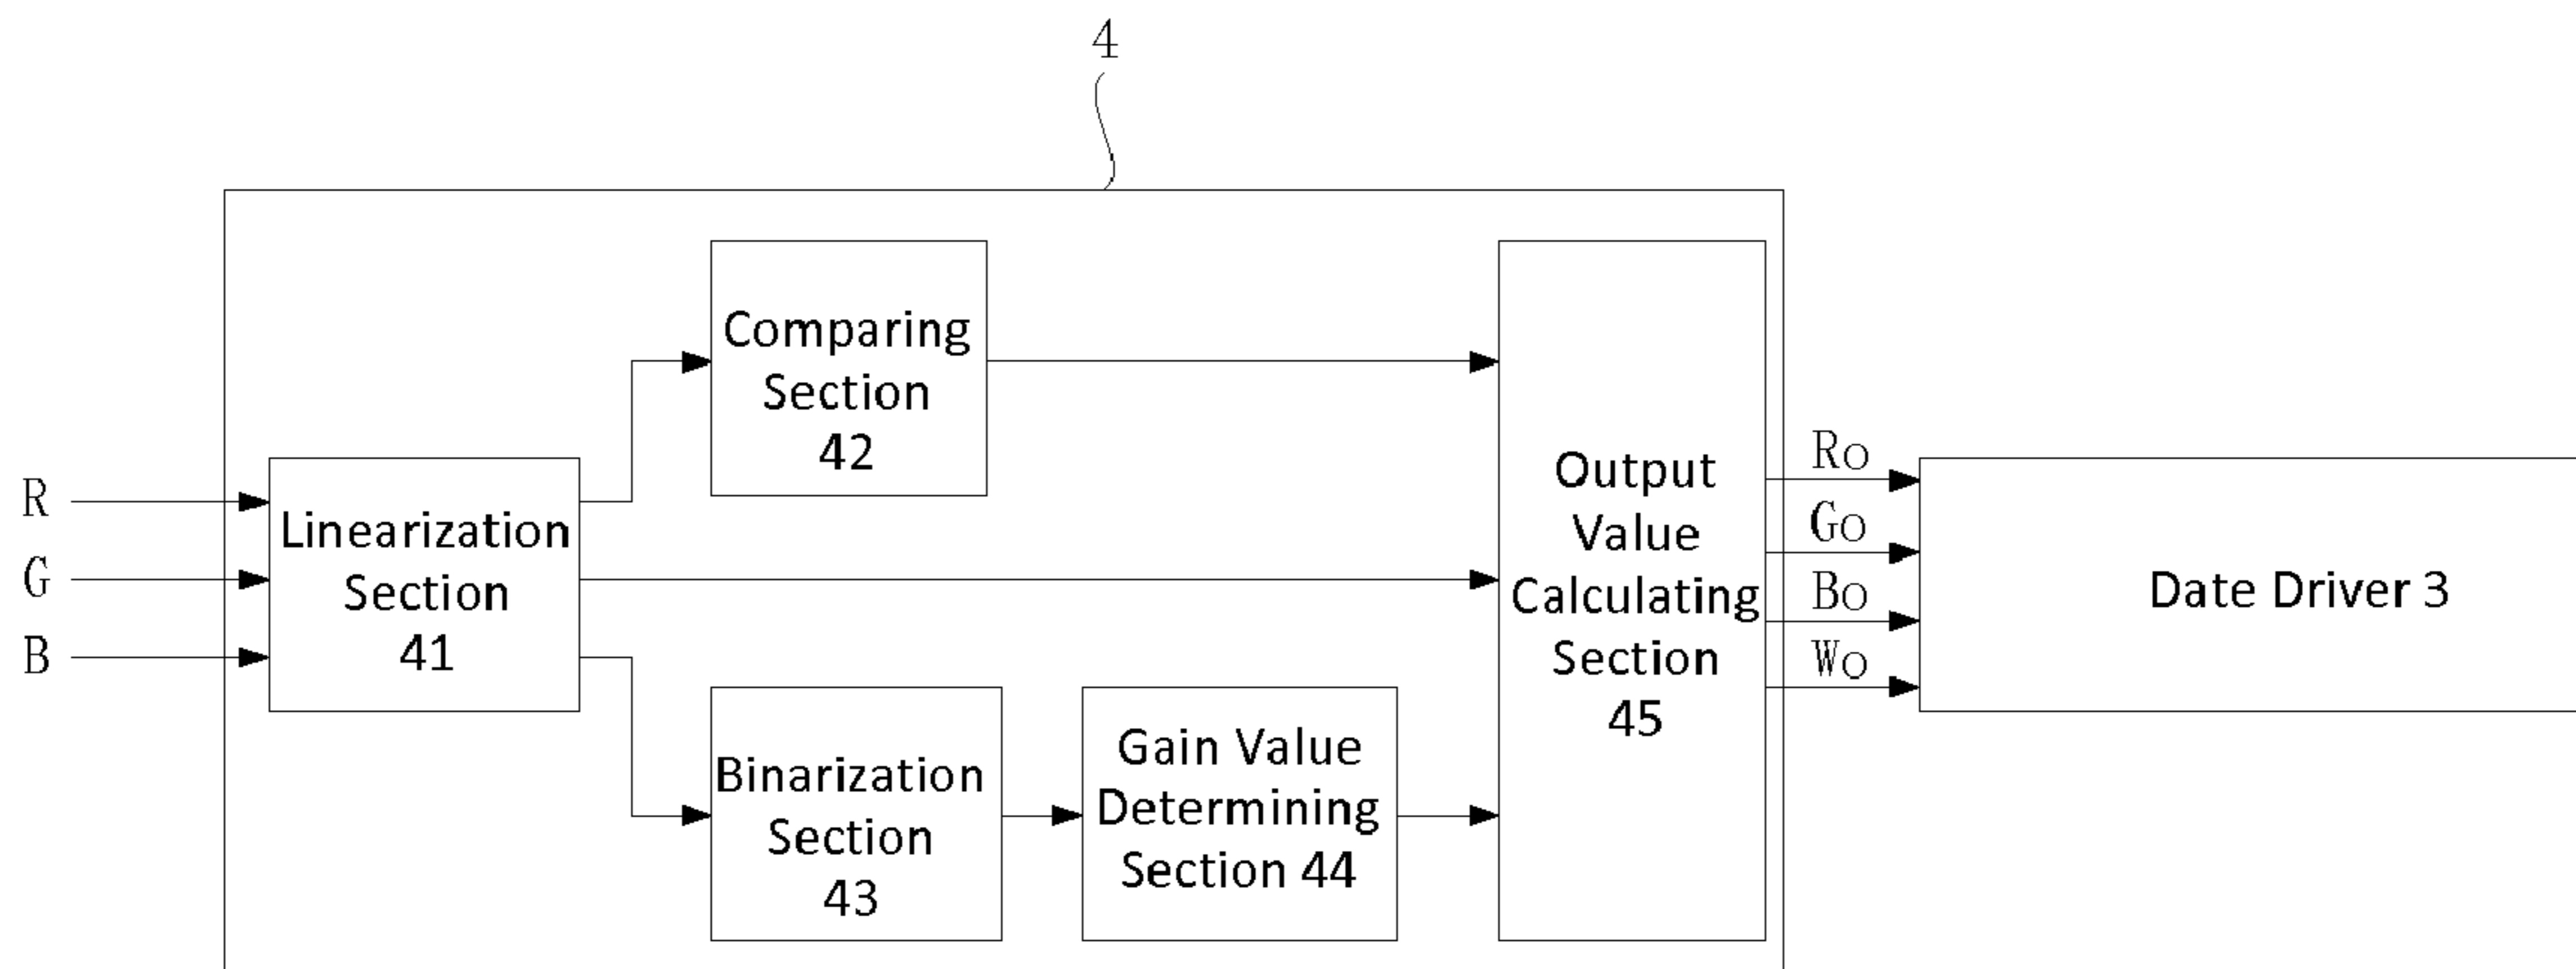 4
R
G
B
Linearization
Section
41
Comparing
Section
42
Binarization
Section
43
Gain Value
Determining
Section 44
Output
Value
Calculating
Section
45
Ro
Go
Bo
Wo
Date Driver 3